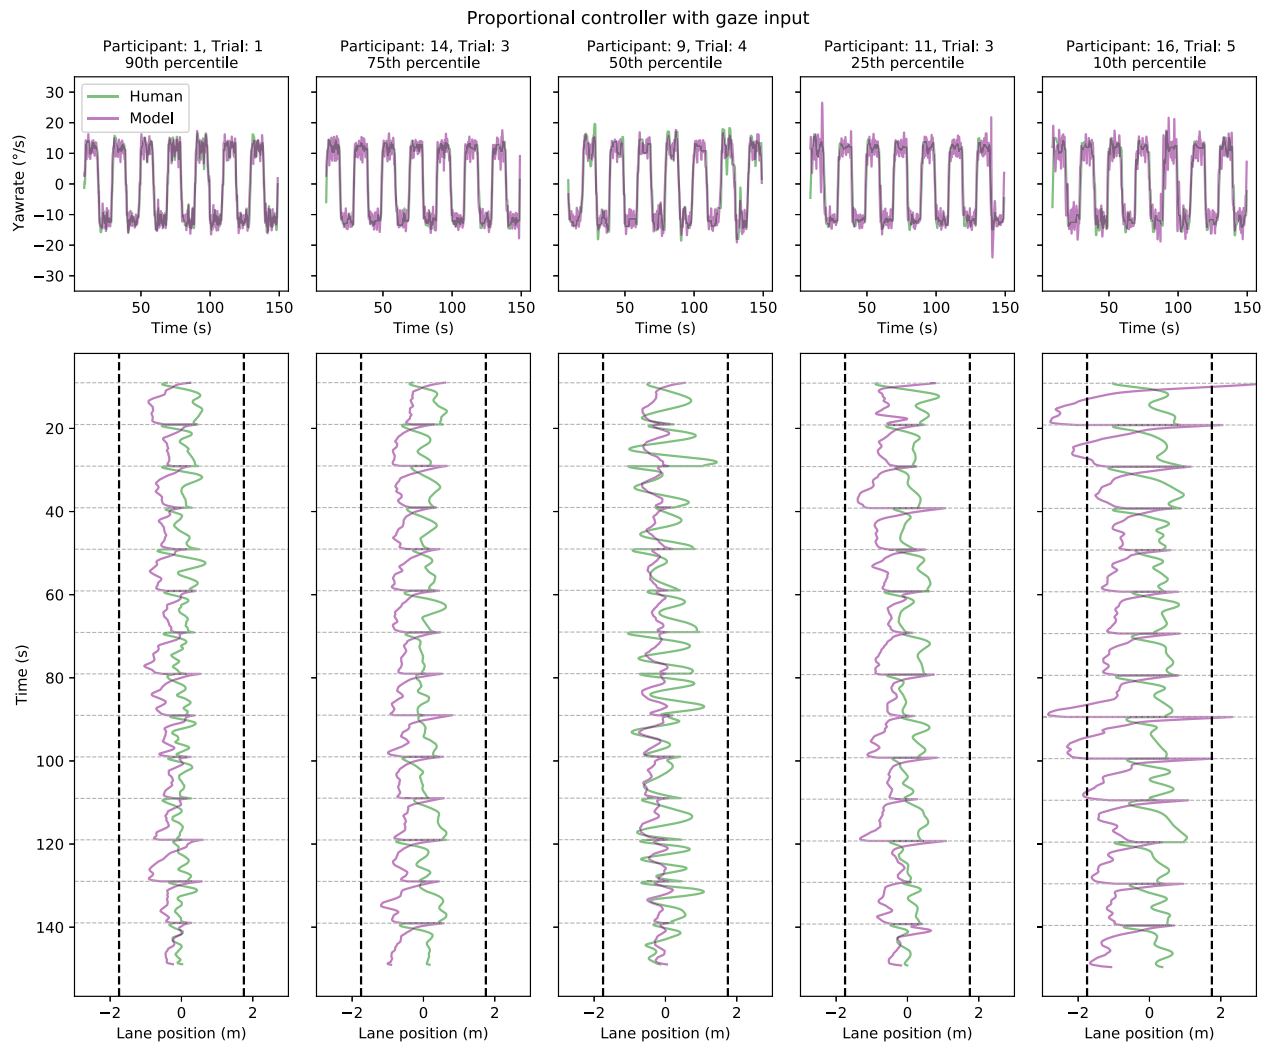 Proportional controller with gaze input
Participant: 1, Trial: 1
90th percentile
Participant: 14, Trial: 3
75th percentile
Participant: 9, Trial: 4
50th percentile
Participant: 11, Trial: 3
25th percentile
Participant: 16, Trial: 5
10th percentile
Human
Model
Yawrate (°/s)
30
20
10
0
−10
−20
−30
50 100 150
50 100 150
50 100 150
50 100 150
50 100 150
Time (s)
Time (s)
Time (s)
Time (s)
Time (s)
Time (s)
20
40
60
80
100
120
140
−2 0 2
−2 0 2
−2 0 2
−2 0 2
−2 0 2
Lane position (m)
Lane position (m)
Lane position (m)
Lane position (m)
Lane position (m)